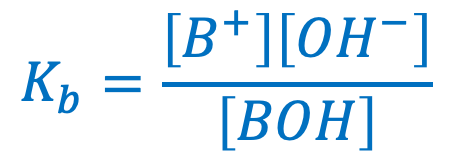 K_b = [B⁺][OH⁻] / [BOH]